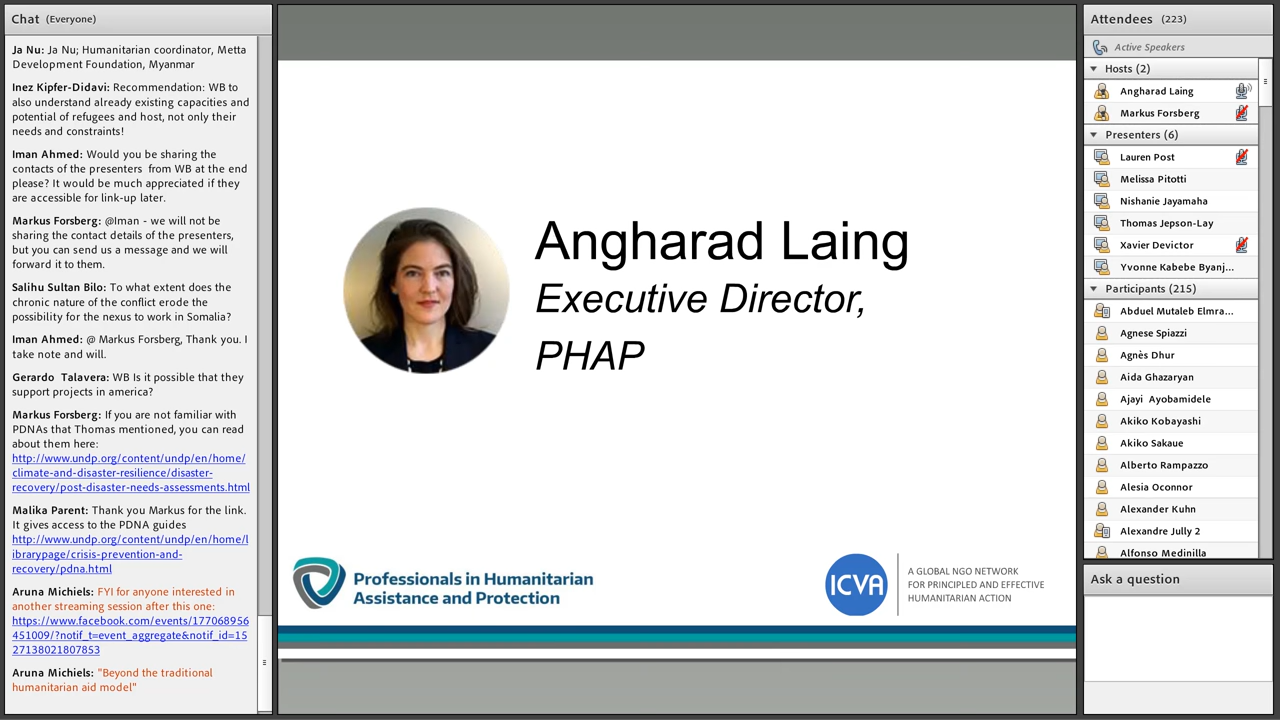 Chat (Everyone)
Ja Nu: Ja Nu; Humanitarian coordinator, Metta
Development Foundation, Myanmar
Inez Kipfer-Didavi: Recommendation: WB to
also understand already existing capacities and
potential of refugees and host, not only their
needs and constraints!
Iman Ahmed: Would you be sharing the
contacts of the presenters from WB at the end
please? It would be much appreciated if they
are accessible for link-up later.
Markus Forsberg: @Iman - we will not be
sharing the contact details of the presenters,
but you can send us a message and we will
forward it to them.
Salihu Sultan Bilo: To what extent does the
chronic nature of the conflict erode the
possibility for the nexus to work in Somalia?
Iman Ahmed: @ Markus Forsberg, Thank you. I
take note and will.
Gerardo Talavera: WB Is it possible that they
support projects in america?
Markus Forsberg: If you are not familiar with
PDNAs that Thomas mentioned, you can read
about them here:
http://www.undp.org/content/undp/en/home/
climate-and-disaster-resilience/disaster-
recovery/post-disaster-needs-assessments.html
Malika Parent: Thank you Markus for the link.
It gives access to the PDNA guides
http://www.undp.org/content/undp/en/home/l
ibrarypage/crisis-prevention-and-
recovery/pdna.html
Aruna Michiels: FYI for anyone interested in
another streaming session after this one:
https://www.facebook.com/events/177068956
451009/?notif_t=event_aggregate&notif_id=15
27138021807853
Aruna Michiels: "Beyond the traditional
humanitarian aid model"
Angharad Laing
Executive Director,
PHAP
Professionals in Humanitarian
Assistance and Protection
ICVA
A GLOBAL NGO NETWORK
FOR PRINCIPLED AND EFFECTIVE
HUMANITARIAN ACTION
Attendees (223)
Active Speakers
Hosts (2)
Angharad Laing
Markus Forsberg
Presenters (6)
Lauren Post
Melissa Pitotti
Nishanie Jayamaha
Thomas Jepson-Lay
Xavier Devictor
Yvonne Kabebe Byanj...
Participants (215)
Abduel Mutaleb Elmra...
Agnese Spiazzi
Agnès Dhur
Aida Ghazaryan
Ajayi Ayobamidele
Akiko Kobayashi
Akiko Sakaue
Alberto Rampazzo
Alesia Oconnor
Alexander Kuhn
Alexandre Jully 2
Alfonso Medinilla
Ask a question